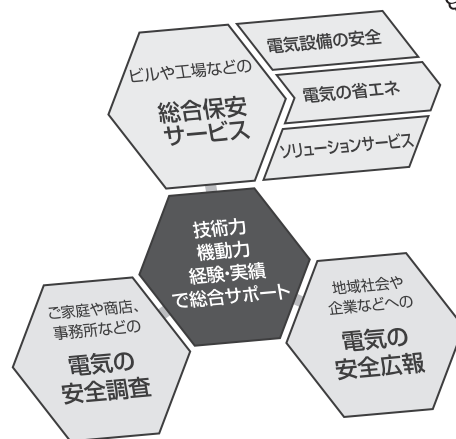 ビルや工場などの
総合保安
サービス
電気設備の安全
電気の省エネ
ソリューションサービス
技術力
機動力
経験・実績
で総合サポート
ご家庭や商店、
事務所などの
電気の
安全調査
地域社会や
企業などへの
電気の
安全広報